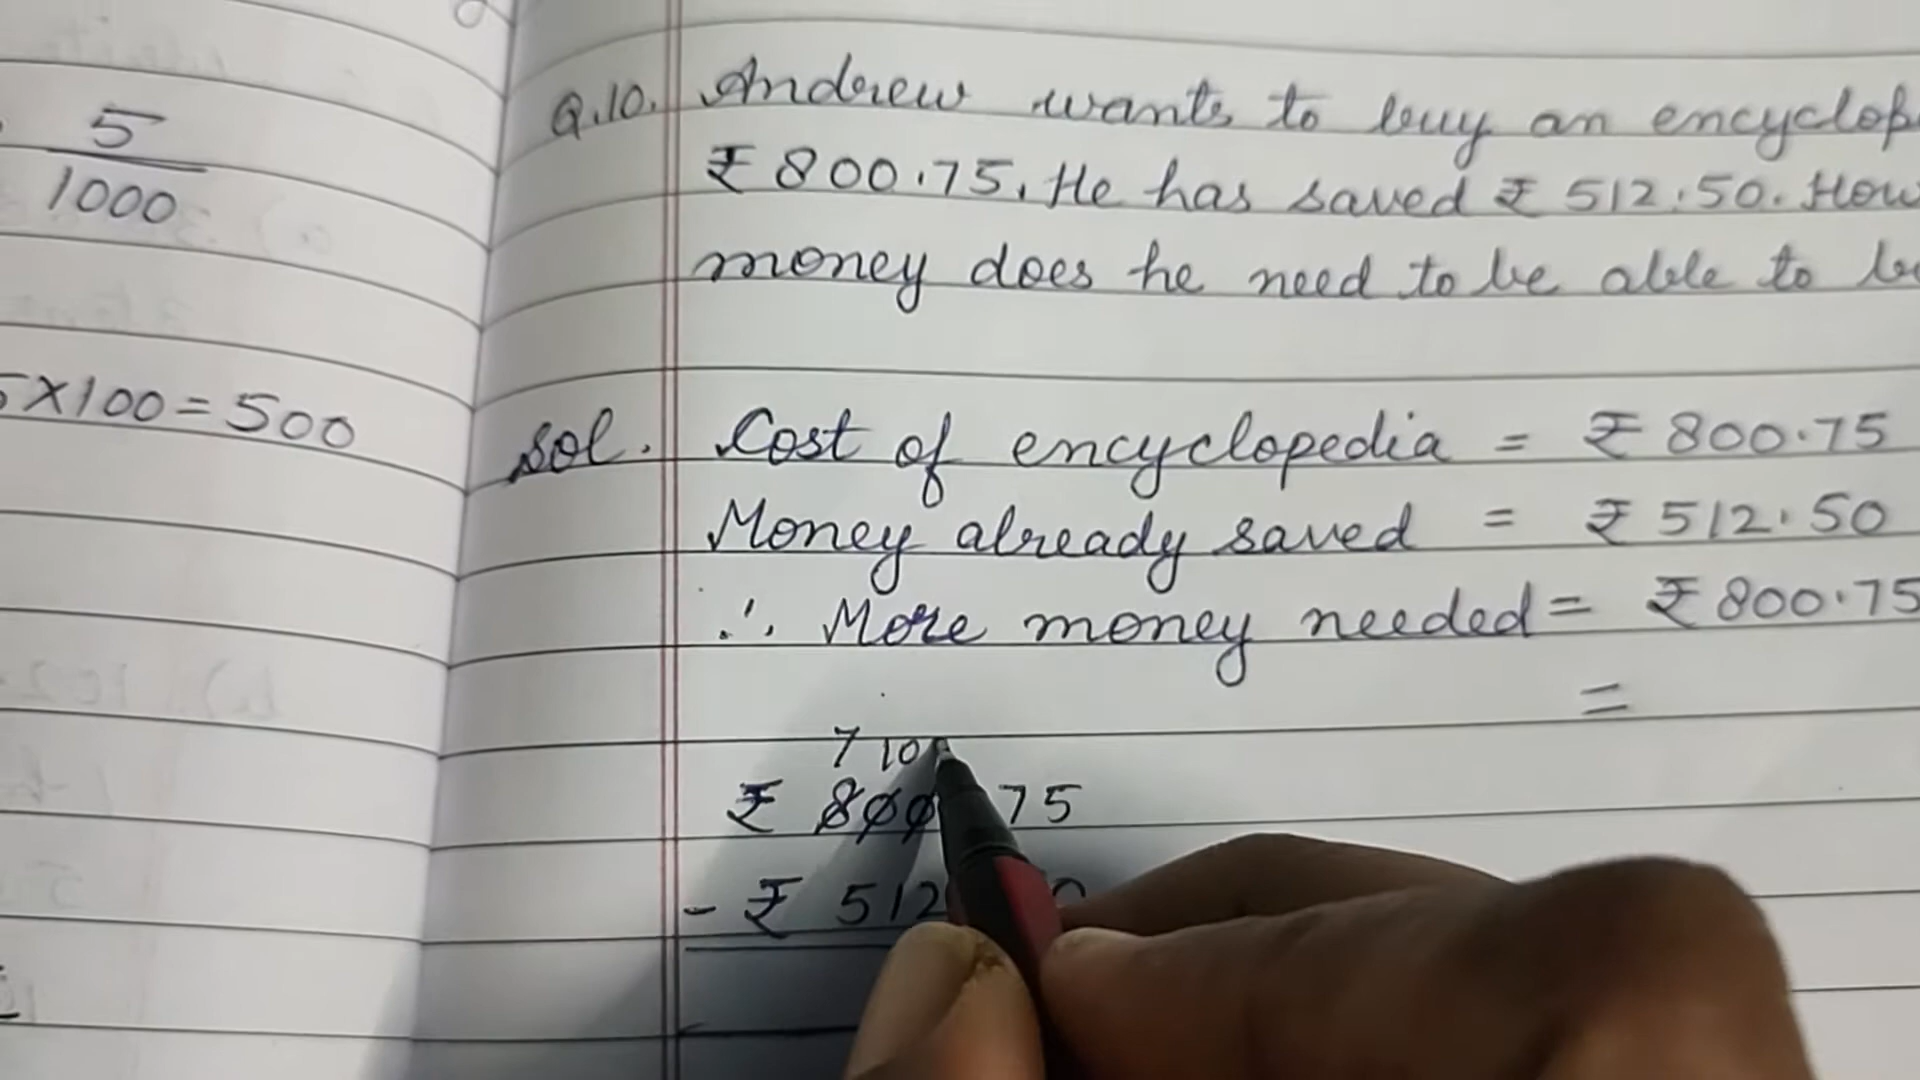 5
1000
5X100=500
Q.10. Andrew wants to buy an
₹800.75. He has saved ₹ 512.50. How
money does he need to be able to
Sol. Cost of encyclopedia = ₹ 800.75
Money already saved = ₹ 512.50
∴ More money needed = ₹800.75
=
7 10
₹ 800 75
- ₹ 512 0